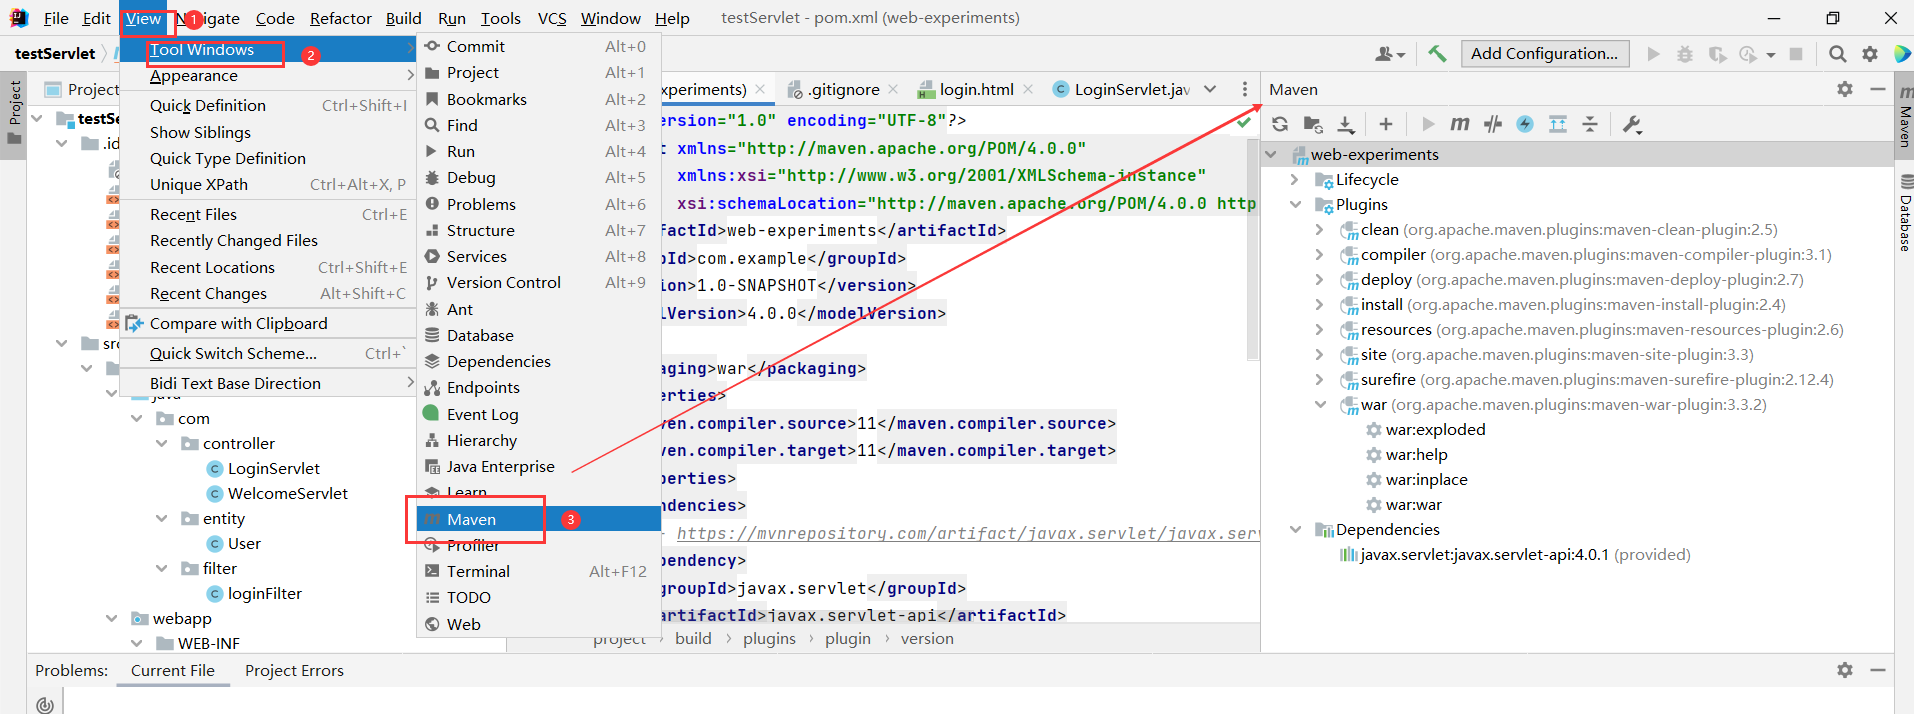 File Edit View Navigate Code Refactor Build Run Tools VCS Window Help testServlet - pom.xml (web-experiments)
1
testServlet
Add Configuration...
Tool Windows
2
Appearance
Quick Definition Ctrl+Shift+I
Show Siblings
Quick Type Definition
Unique XPath Ctrl+Alt+X, P
Recent Files Ctrl+E
Recently Changed Files
Recent Locations Ctrl+Shift+E
Recent Changes Alt+Shift+C
Compare with Clipboard
Quick Switch Scheme... Ctrl+`
Bidi Text Base Direction
Commit Alt+0
Project Alt+1
Bookmarks Alt+2
Find Alt+3
Run Alt+4
Debug Alt+5
Problems Alt+6
Structure Alt+7
Services Alt+8
Version Control Alt+9
Ant
Database
Dependencies
Endpoints
Event Log
Hierarchy
Java Enterprise
Learn
Maven
3
Profiler
Terminal Alt+F12
TODO
Web
Project
Project
testSe
.id
src
java
com
controller
LoginServlet
WelcomeServlet
entity
User
filter
loginFilter
webapp
WEB-INF
xperiments) .gitignore login.html LoginServlet.jav
ersion="1.0" encoding="UTF-8"?>
t xmlns="http://maven.apache.org/POM/4.0.0"
xmlns:xsi="http://www.w3.org/2001/XMLSchema-instance"
xsi:schemaLocation="http://maven.apache.org/POM/4.0.0 http
factId>web-experiments</artifactId>
pId>com.example</groupId>
ion>1.0-SNAPSHOT</version>
lVersion>4.0.0</modelVersion>
aging>war</packaging>
erties>
ven.compiler.source>11</maven.compiler.source>
ven.compiler.target>11</maven.compiler.target>
perties>
ndencies>
- https://mvnrepository.com/artifact/javax.servlet/javax.serv
pendency>
groupId>javax.servlet</groupId>
artifactId>javax.servlet-api</artifactId>
project › build › plugins › plugin › version
Maven
web-experiments
Lifecycle
Plugins
clean (org.apache.maven.plugins:maven-clean-plugin:2.5)
compiler (org.apache.maven.plugins:maven-compiler-plugin:3.1)
deploy (org.apache.maven.plugins:maven-deploy-plugin:2.7)
install (org.apache.maven.plugins:maven-install-plugin:2.4)
resources (org.apache.maven.plugins:maven-resources-plugin:2.6)
site (org.apache.maven.plugins:maven-site-plugin:3.3)
surefire (org.apache.maven.plugins:maven-surefire-plugin:2.12.4)
war (org.apache.maven.plugins:maven-war-plugin:3.3.2)
war:exploded
war:help
war:inplace
war:war
Dependencies
javax.servlet:javax.servlet-api:4.0.1 (provided)
Maven
Database
Problems: Current File Project Errors